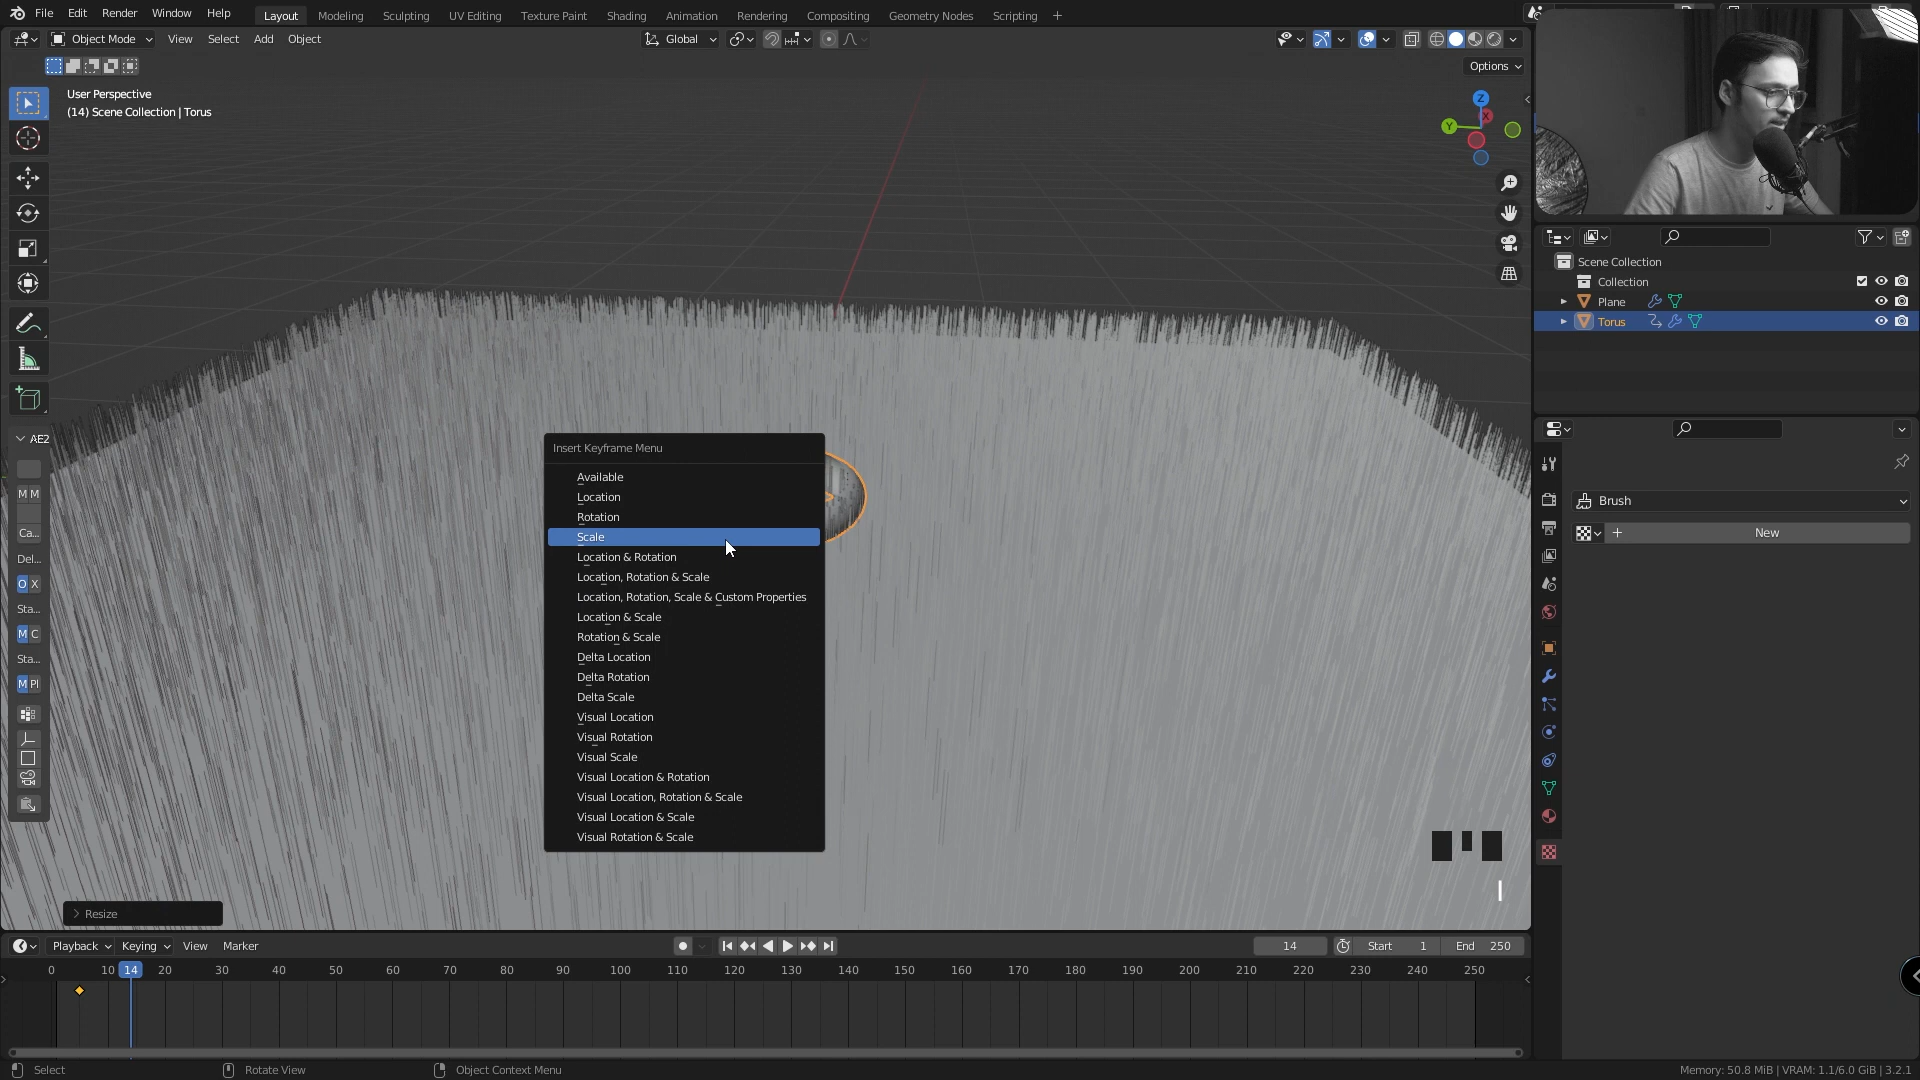 File Edit Render Window Help
Layout Modeling Sculpting UV Editing Texture Paint Shading Animation Rendering Compositing Geometry Nodes Scripting +
Object Mode View Select Add Object
Global
Options
User Perspective
(14) Scene Collection | Torus
Z
Y
X
Scene Collection
Collection
Plane
Torus
AE2
M M
Ca...
Del...
O X
Sta...
M C
Sta...
M Pl
Insert Keyframe Menu
Available
Location
Rotation
Scale
Location & Rotation
Location, Rotation & Scale
Location, Rotation, Scale & Custom Properties
Location & Scale
Rotation & Scale
Delta Location
Delta Rotation
Delta Scale
Visual Location
Visual Rotation
Visual Scale
Visual Location & Rotation
Visual Location, Rotation & Scale
Visual Location & Scale
Visual Rotation & Scale
Brush
+ New
I
> Resize
Playback Keying View Marker
14 Start 1 End 250
0 10 14 20 30 40 50 60 70 80 90 100 110 120 130 140 150 160 170 180 190 200 210 220 230 240 250
Select Rotate View Object Context Menu
Memory: 50.8 MiB | VRAM: 1.1/6.0 GiB | 3.2.1